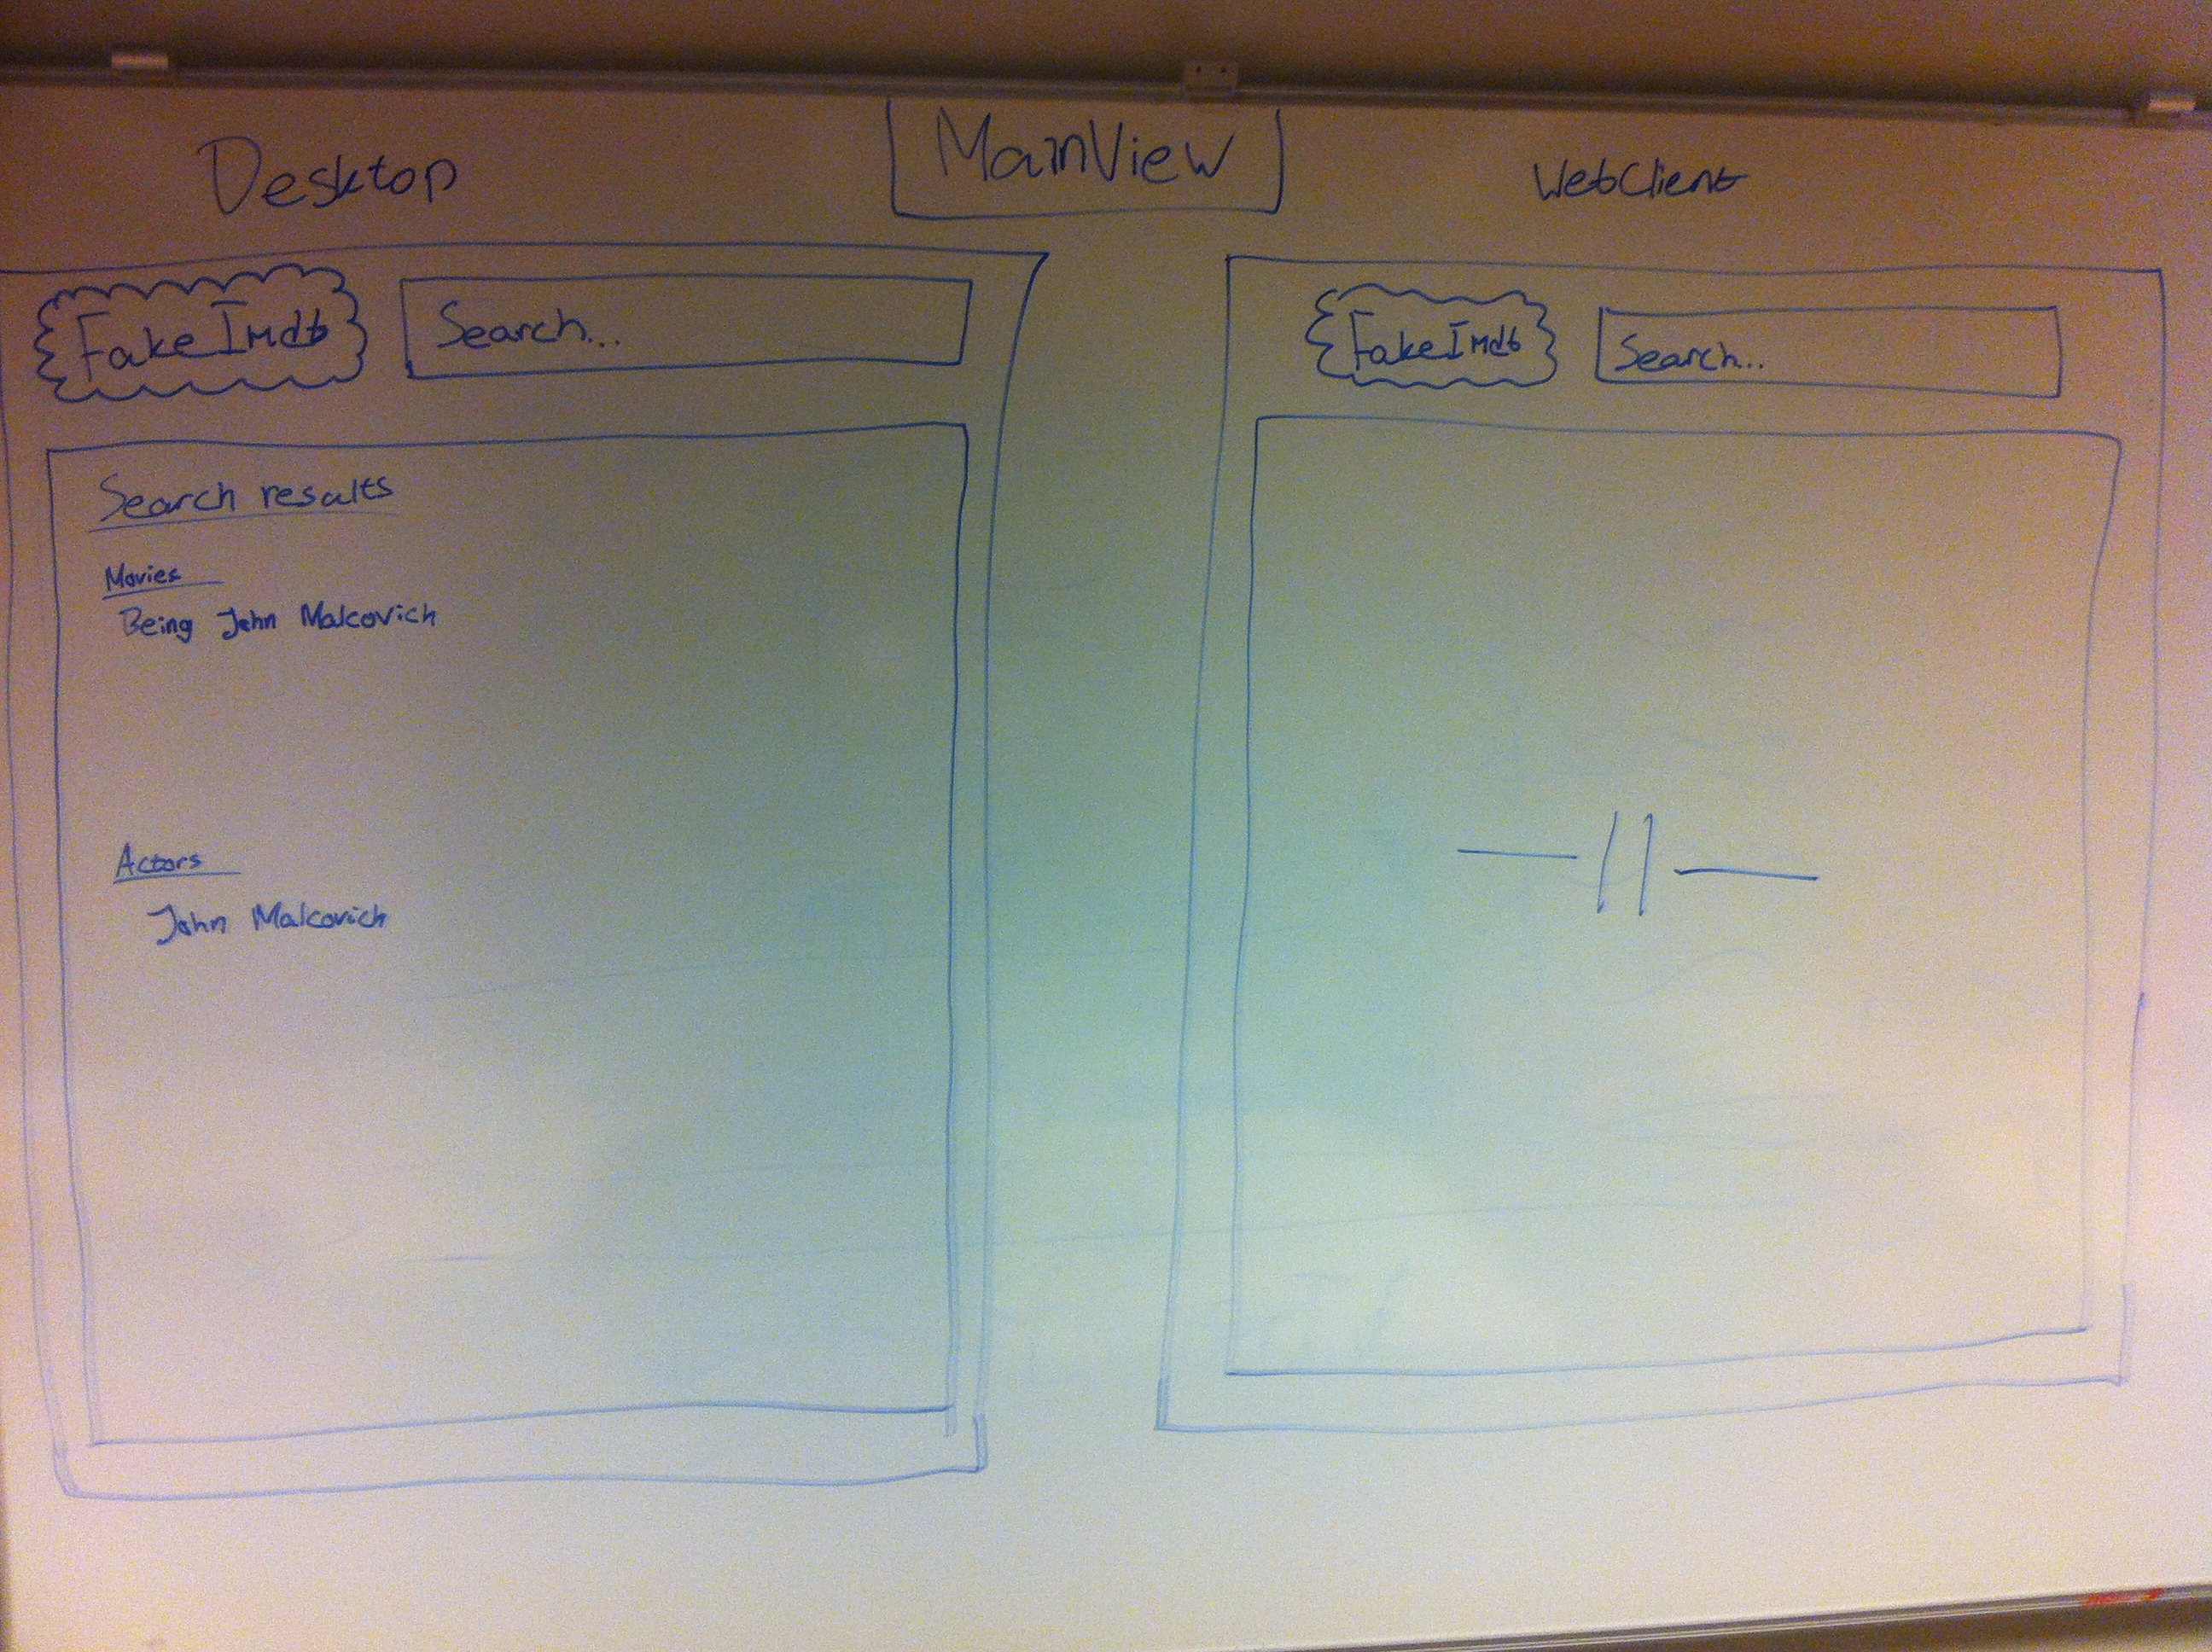 MainView
Desktop
FakeImdb
Search...
Search results
Movies
Being John Malcovich
Actors
John Malcovich
WebClient
FakeImdb
Search...
—//—